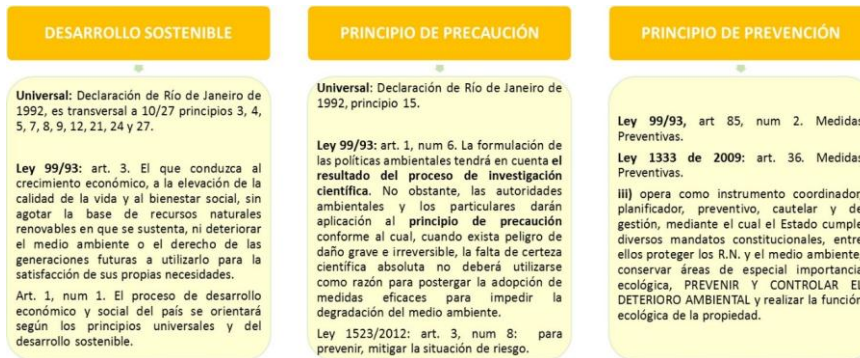 DESARROLLO SOSTENIBLE
Universal: Declaración de Río de Janeiro de
1992, es transversal a 10/27 principios 3, 4,
5, 7, 8, 9, 12, 21, 24 y 27.
Ley 99/93: art. 3. El que conduzca al
crecimiento económico, a la elevación de la
calidad de la vida y al bienestar social, sin
agotar la base de recursos naturales
renovables en que se sustenta, ni deteriorar
el medio ambiente o el derecho de las
generaciones futuras a utilizarlo para la
satisfacción de sus propias necesidades.
Art. 1, num 1. El proceso de desarrollo
económico y social del país se orientará
según los principios universales y del
desarrollo sostenible.
PRINCIPIO DE PRECAUCIÓN
Universal: Declaración de Río de Janeiro de
1992, principio 15.
Ley 99/93: art. 1, num 6. La formulación de
las políticas ambientales tendrá en cuenta el
resultado del proceso de investigación
científica. No obstante, las autoridades
ambientales y los particulares darán
aplicación al principio de precaución
conforme al cual, cuando exista peligro de
daño grave e irreversible, la falta de certeza
científica absoluta no deberá utilizarse
como razón para postergar la adopción de
medidas eficaces para impedir la
degradación del medio ambiente.
Ley 1523/2012: art. 3, num 8: para
prevenir, mitigar la situación de riesgo.
PRINCIPIO DE PREVENCIÓN
Ley 99/93, art 85, num 2. Medidas
Preventivas.
Ley 1333 de 2009: art. 36. Medidas
Preventivas.
iii) opera como instrumento coordinador,
planificador, preventivo, cautelar y de
gestión, mediante el cual el Estado cumple
diversos mandatos constitucionales, entre
ellos proteger los R.N. y el medio ambiente,
conservar áreas de especial importancia
ecológica, PREVENIR Y CONTROLAR EL
DETERIORO AMBIENTAL y realizar la función
ecológica de la propiedad.